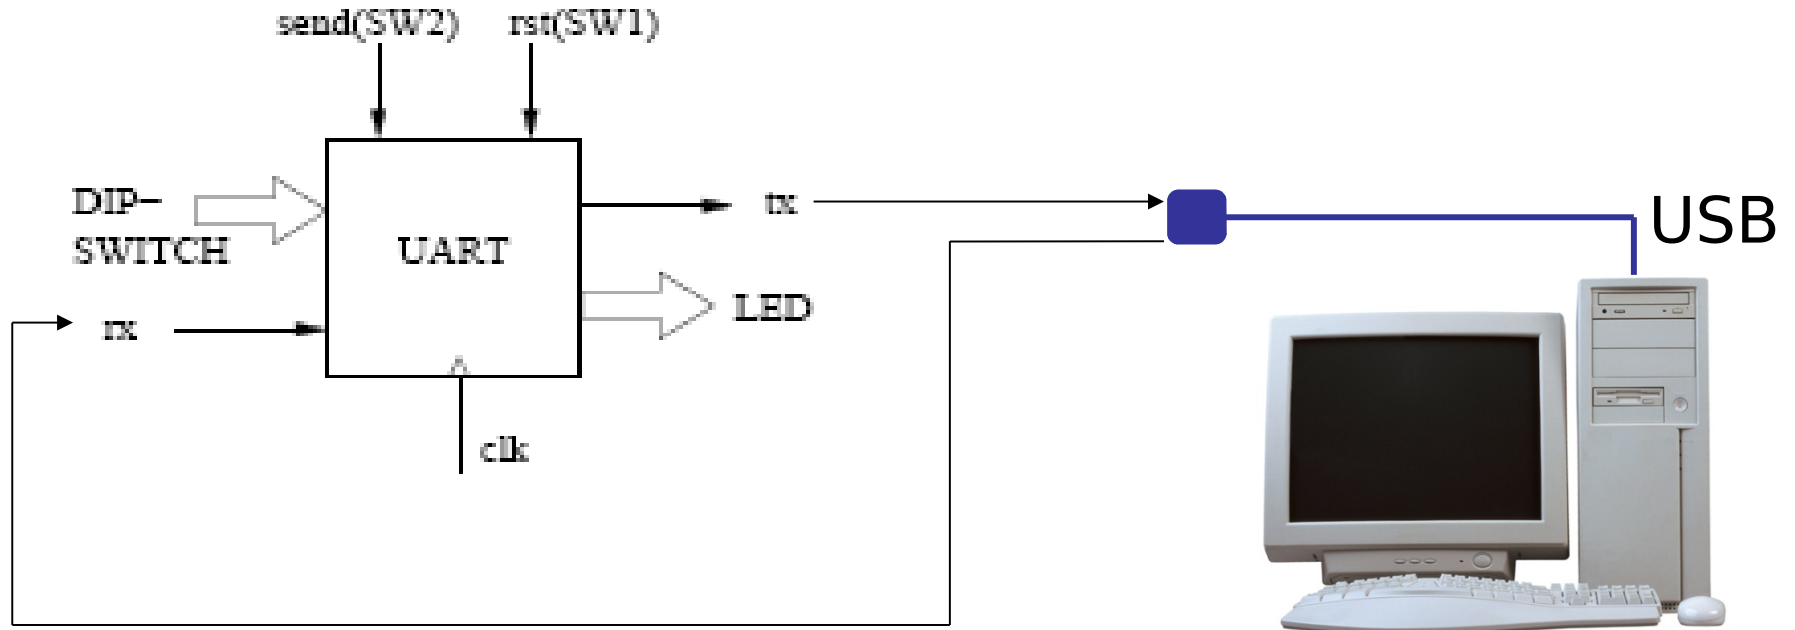 send(SW2) rst(SW1)
DIP-
SWITCH
UART
tx
USB
LED
rx
clk